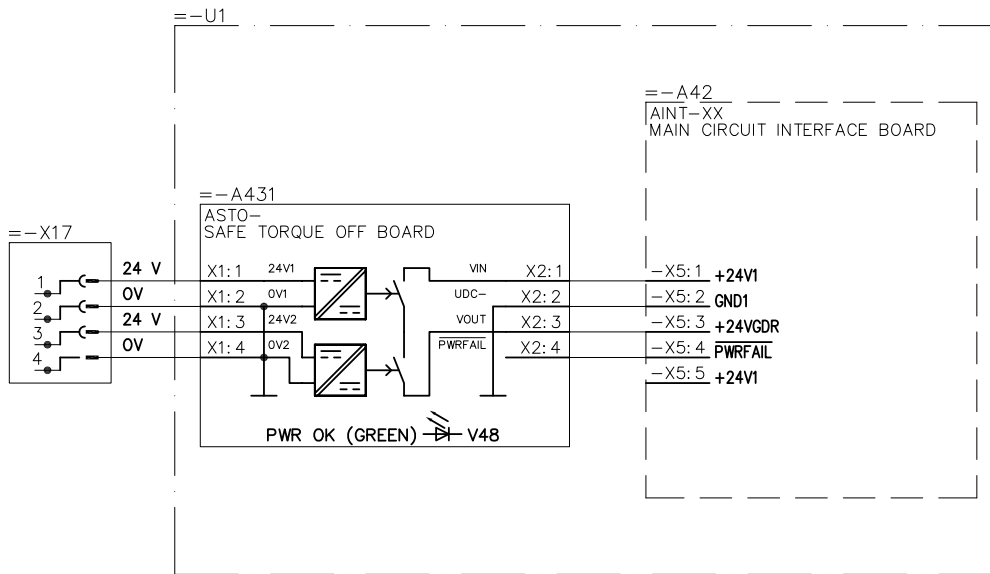 =-U1
=-A42
AINT-XX
MAIN CIRCUIT INTERFACE BOARD
=-A431
ASTO-
SAFE TORQUE OFF BOARD
=-X17
1 24 V X1:1 24V1 VIN X2:1 -X5:1 +24V1
2 0V X1:2 0V1 UDC- X2:2 -X5:2 GND1
3 24 V X1:3 24V2 VOUT X2:3 -X5:3 +24VGDR
4 0V X1:4 0V2 PWRFAIL X2:4 -X5:4 PWRFAIL
-X5:5 +24V1
PWR OK (GREEN) V48